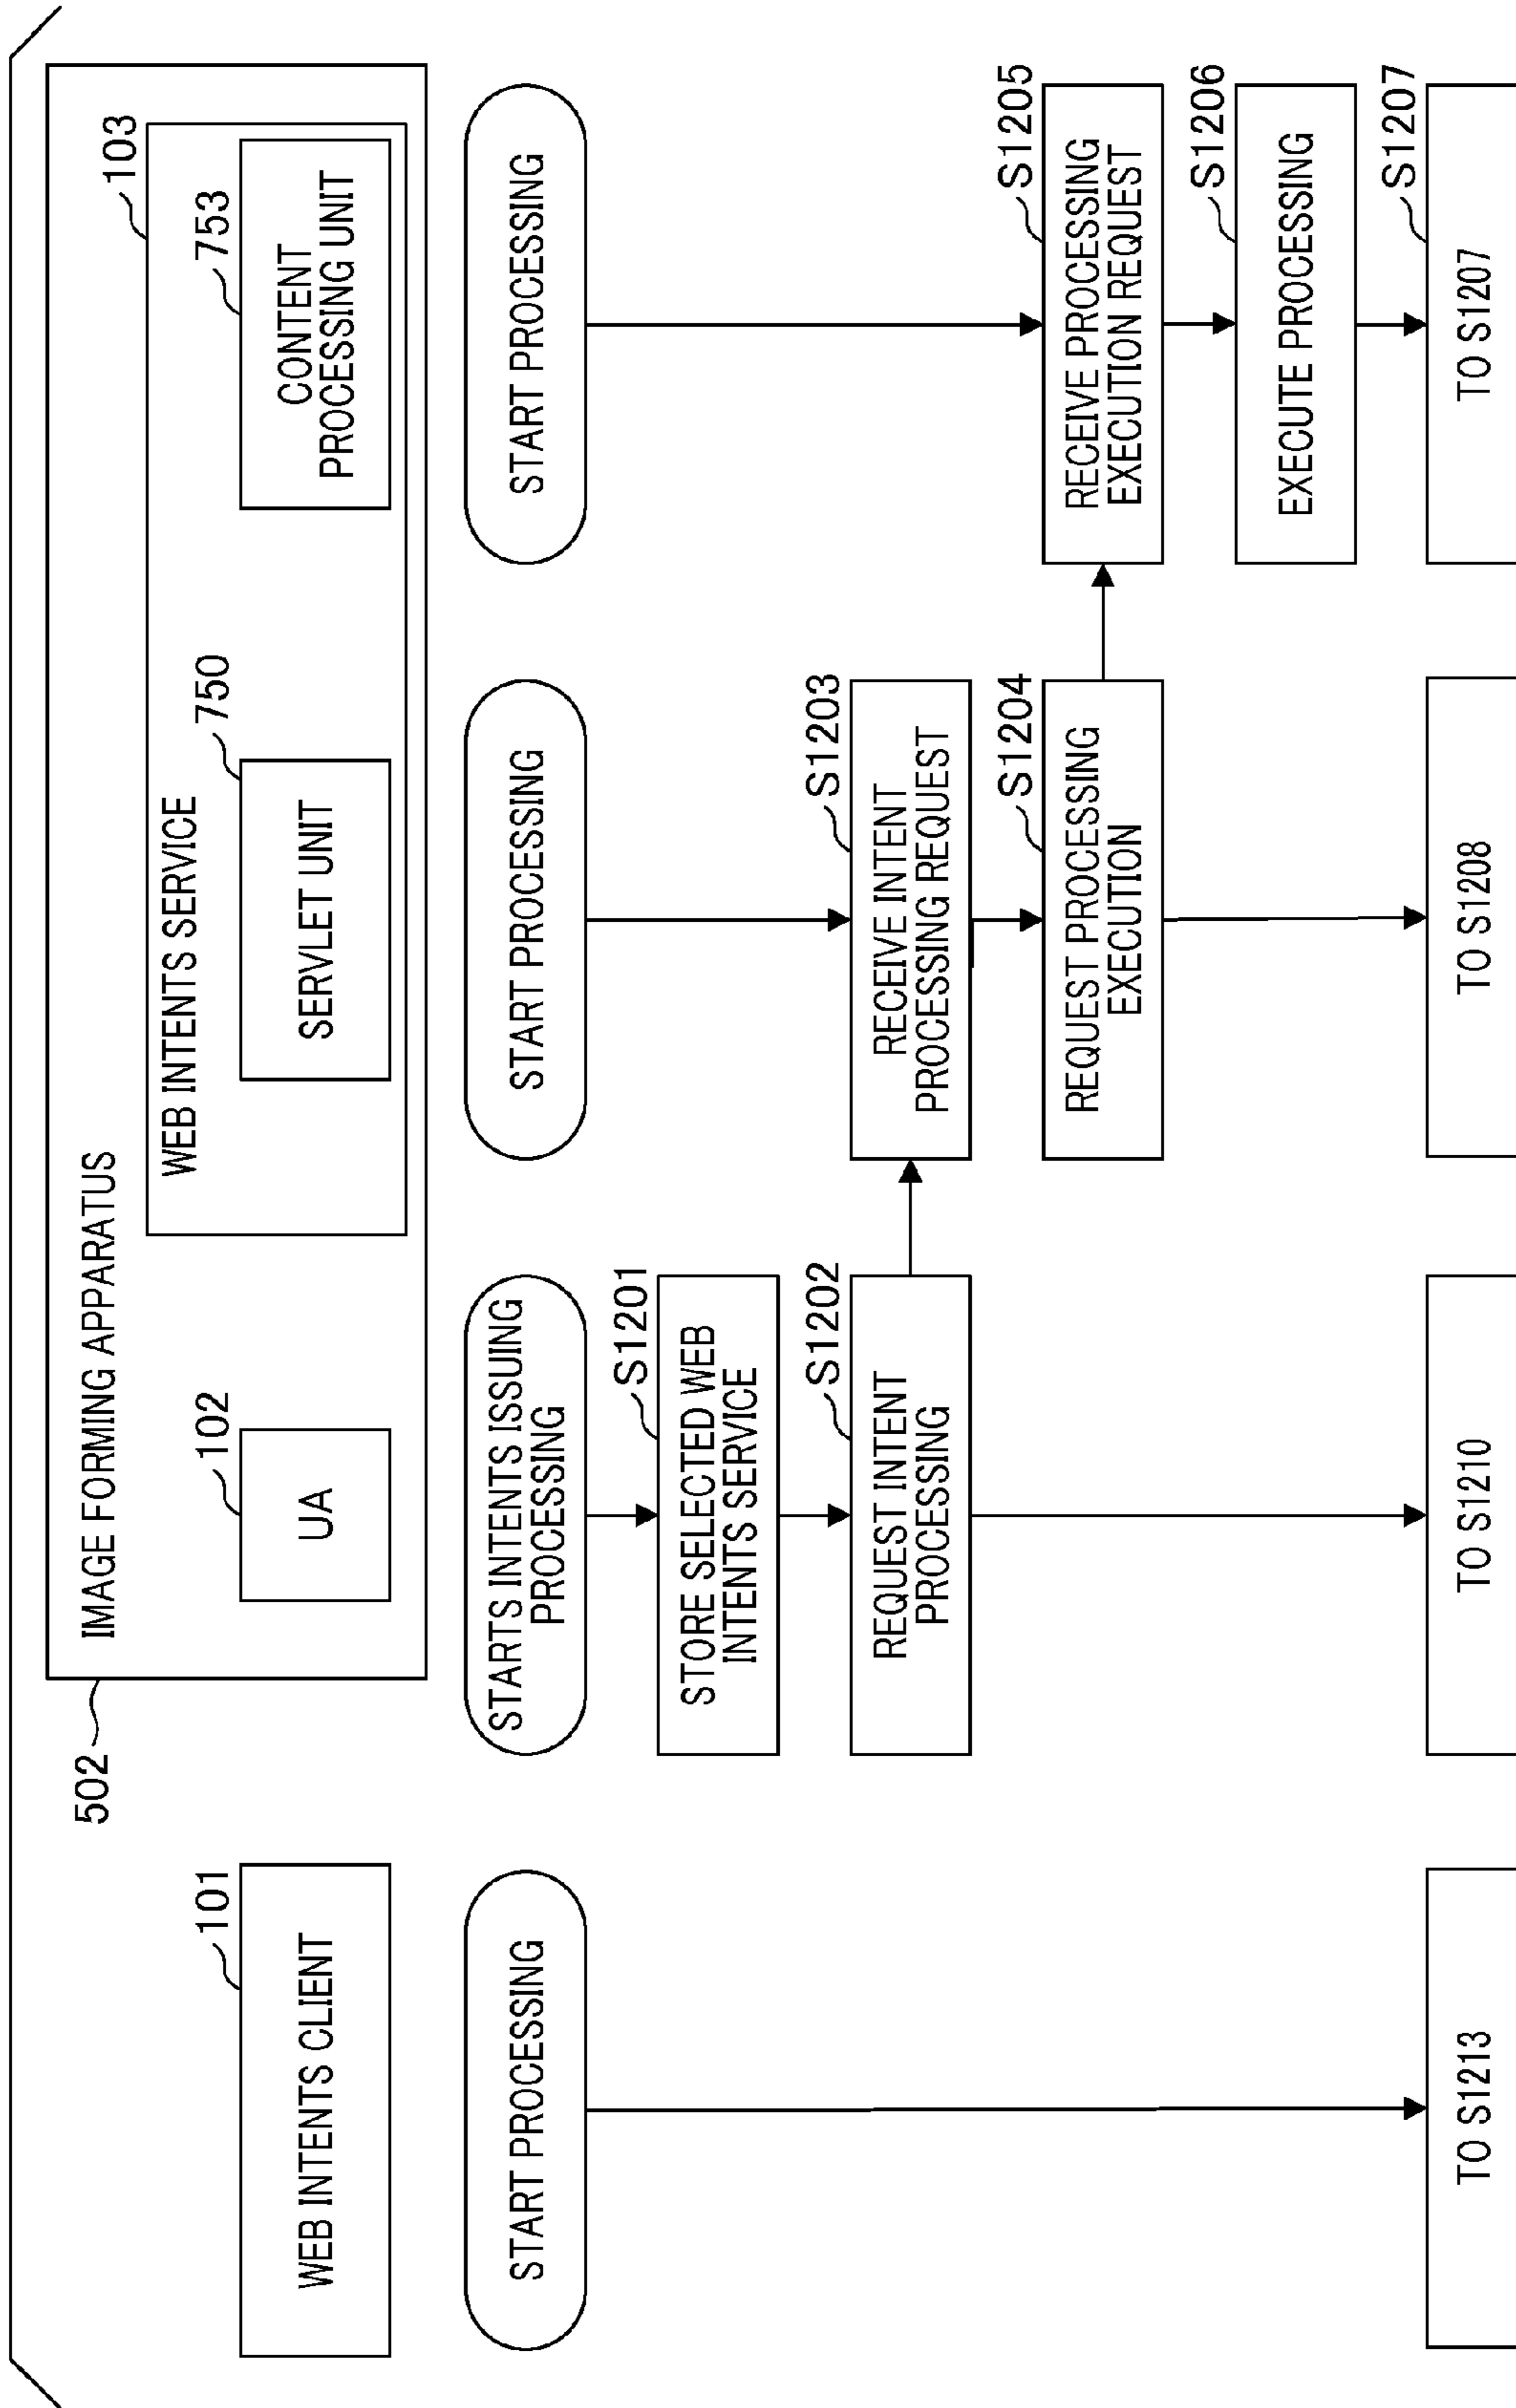 502
IMAGE FORMING APPARATUS
103
WEB INTENTS SERVICE
101
WEB INTENTS CLIENT
102
UA
750
SERVLET UNIT
753
CONTENT
PROCESSING UNIT
START PROCESSING
STARTS INTENTS ISSUING
PROCESSING
START PROCESSING
START PROCESSING
S1201
STORE SELECTED WEB
INTENTS SERVICE
S1202
REQUEST INTENT
PROCESSING
S1203
RECEIVE INTENT
PROCESSING REQUEST
S1204
REQUEST PROCESSING
EXECUTION
S1205
RECEIVE PROCESSING
EXECUTION REQUEST
S1206
EXECUTE PROCESSING
S1207
TO S1213
TO S1210
TO S1208
TO S1207